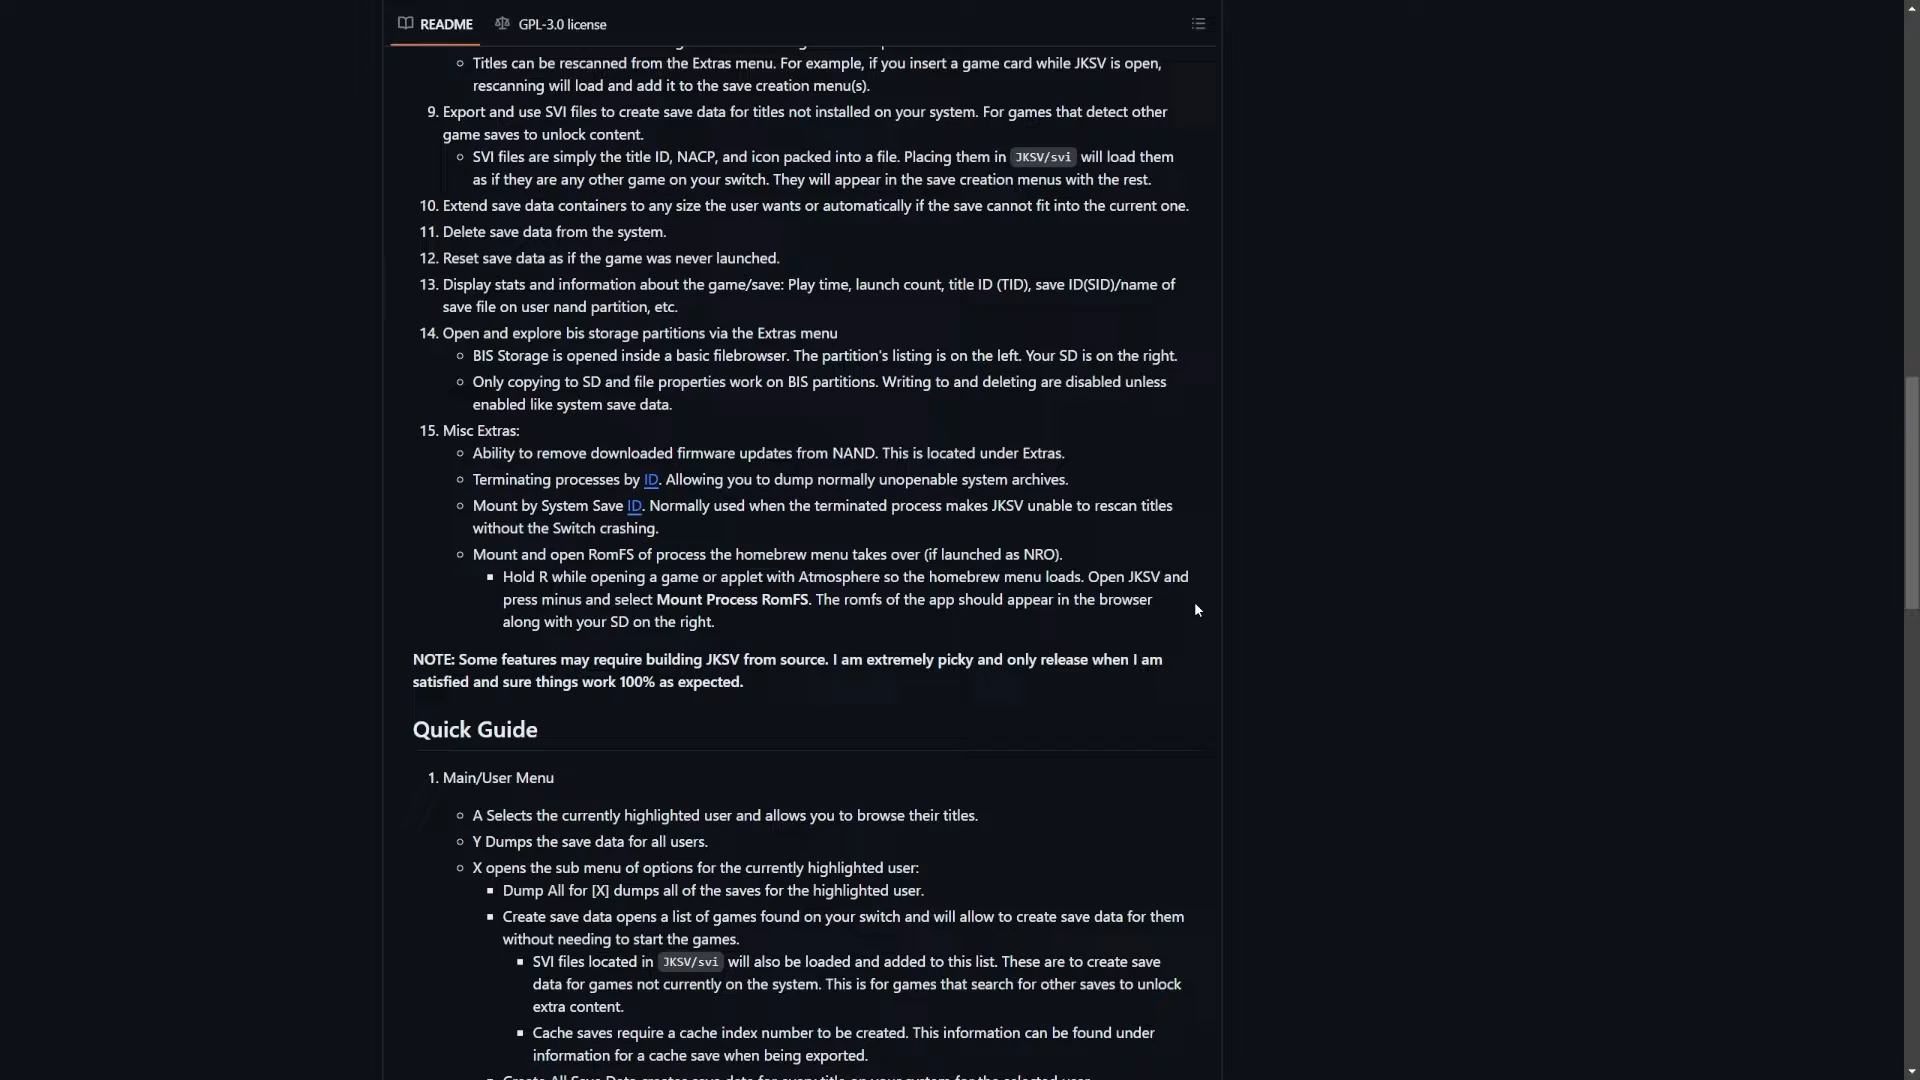 README GPL-3.0 license
Titles can be rescanned from the Extras menu. For example, if you insert a game card while JKSV is open,
rescanning will load and add it to the save creation menu(s).
9. Export and use SVI files to create save data for titles not installed on your system. For games that detect other
game saves to unlock content.
SVI files are simply the title ID, NACP, and icon packed into a file. Placing them in JKSV/svi will load them
as if they are any other game on your switch. They will appear in the save creation menus with the rest.
10. Extend save data containers to any size the user wants or automatically if the save cannot fit into the current one.
11. Delete save data from the system.
12. Reset save data as if the game was never launched.
13. Display stats and information about the game/save: Play time, launch count, title ID (TID), save ID(SID)/name of
save file on user nand partition, etc.
14. Open and explore bis storage partitions via the Extras menu
BIS Storage is opened inside a basic filebrowser. The partition's listing is on the left. Your SD is on the right.
Only copying to SD and file properties work on BIS partitions. Writing to and deleting are disabled unless
enabled like system save data.
15. Misc Extras:
Ability to remove downloaded firmware updates from NAND. This is located under Extras.
Terminating processes by ID. Allowing you to dump normally unopenable system archives.
Mount by System Save ID. Normally used when the terminated process makes JKSV unable to rescan titles
without the Switch crashing.
Mount and open RomFS of process the homebrew menu takes over (if launched as NRO).
Hold R while opening a game or applet with Atmosphere so the homebrew menu loads. Open JKSV and
press minus and select Mount Process RomFS. The romfs of the app should appear in the browser
along with your SD on the right.
NOTE: Some features may require building JKSV from source. I am extremely picky and only release when I am
satisfied and sure things work 100% as expected.
Quick Guide
1. Main/User Menu
A Selects the currently highlighted user and allows you to browse their titles.
Y Dumps the save data for all users.
X opens the sub menu of options for the currently highlighted user:
Dump All for [X] dumps all of the saves for the highlighted user.
Create save data opens a list of games found on your switch and will allow to create save data for them
without needing to start the games.
SVI files located in JKSV/svi will also be loaded and added to this list. These are to create save
data for games not currently on the system. This is for games that search for other saves to unlock
extra content.
Cache saves require a cache index number to be created. This information can be found under
information for a cache save when being exported.
Create All Save Data creates save data for every title on your system for the selected user.